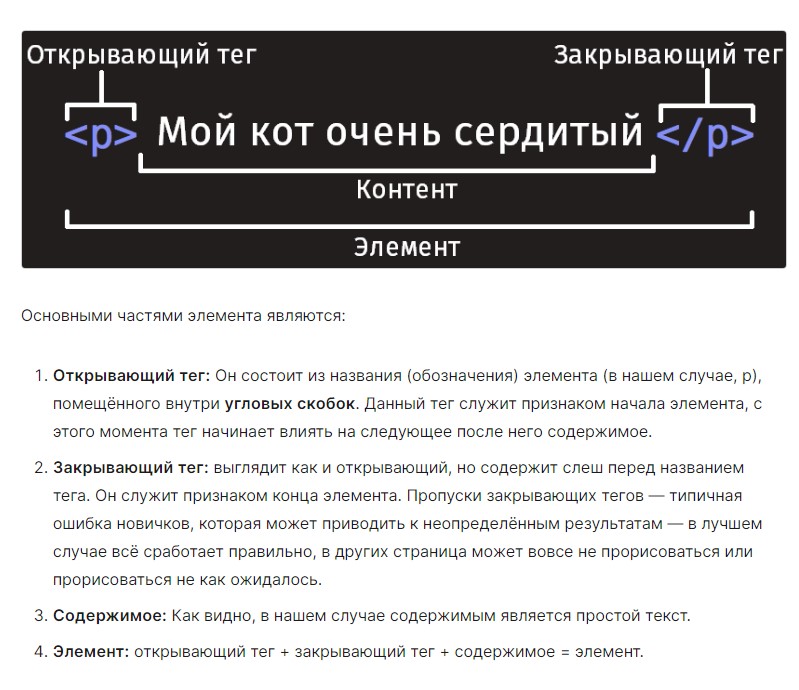 Открывающий тег Закрывающий тег
<p> Мой кот очень сердитый </p>
Контент
Элемент
Основными частями элемента являются:
1. Открывающий тег: Он состоит из названия (обозначения) элемента (в нашем случае, p),
помещённого внутри угловых скобок. Данный тег служит признаком начала элемента, с
этого момента тег начинает влиять на следующее после него содержимое.
2. Закрывающий тег: выглядит как и открывающий, но содержит слеш перед названием
тега. Он служит признаком конца элемента. Пропуски закрывающих тегов — типичная
ошибка новичков, которая может приводить к неопределённым результатам — в лучшем
случае всё сработает правильно, в других страница может вовсе не прорисоваться или
прорисоваться не как ожидалось.
3. Содержимое: Как видно, в нашем случае содержимым является простой текст.
4. Элемент: открывающий тег + закрывающий тег + содержимое = элемент.